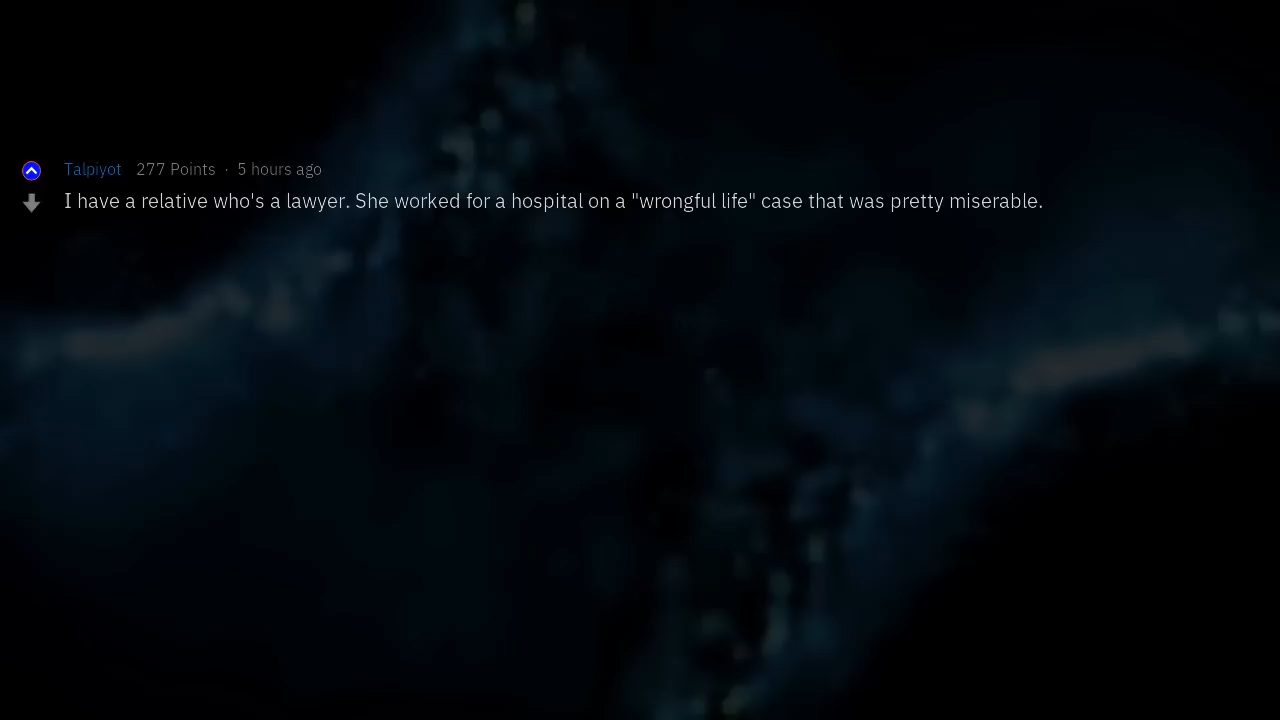 Talpiyot 277 Points · 5 hours ago
I have a relative who's a lawyer. She worked for a hospital on a "wrongful life" case that was pretty miserable.